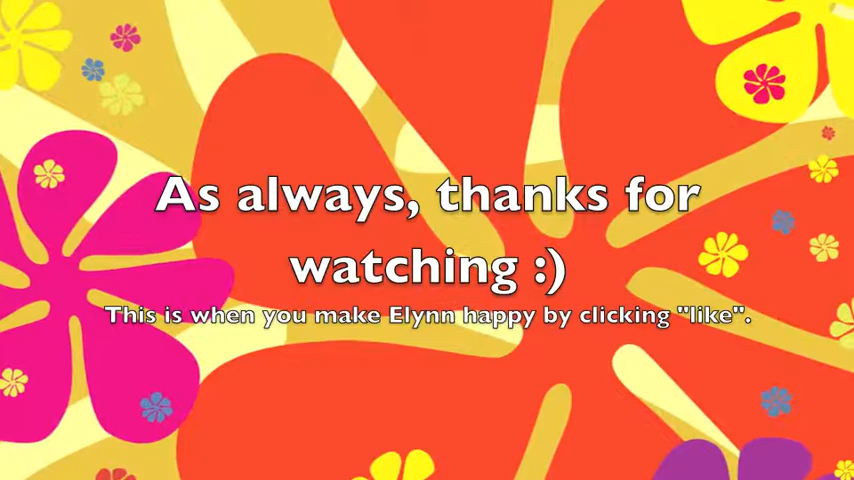 As always, thanks for
watching :)
This is when you make Elynn happy by clicking "like".